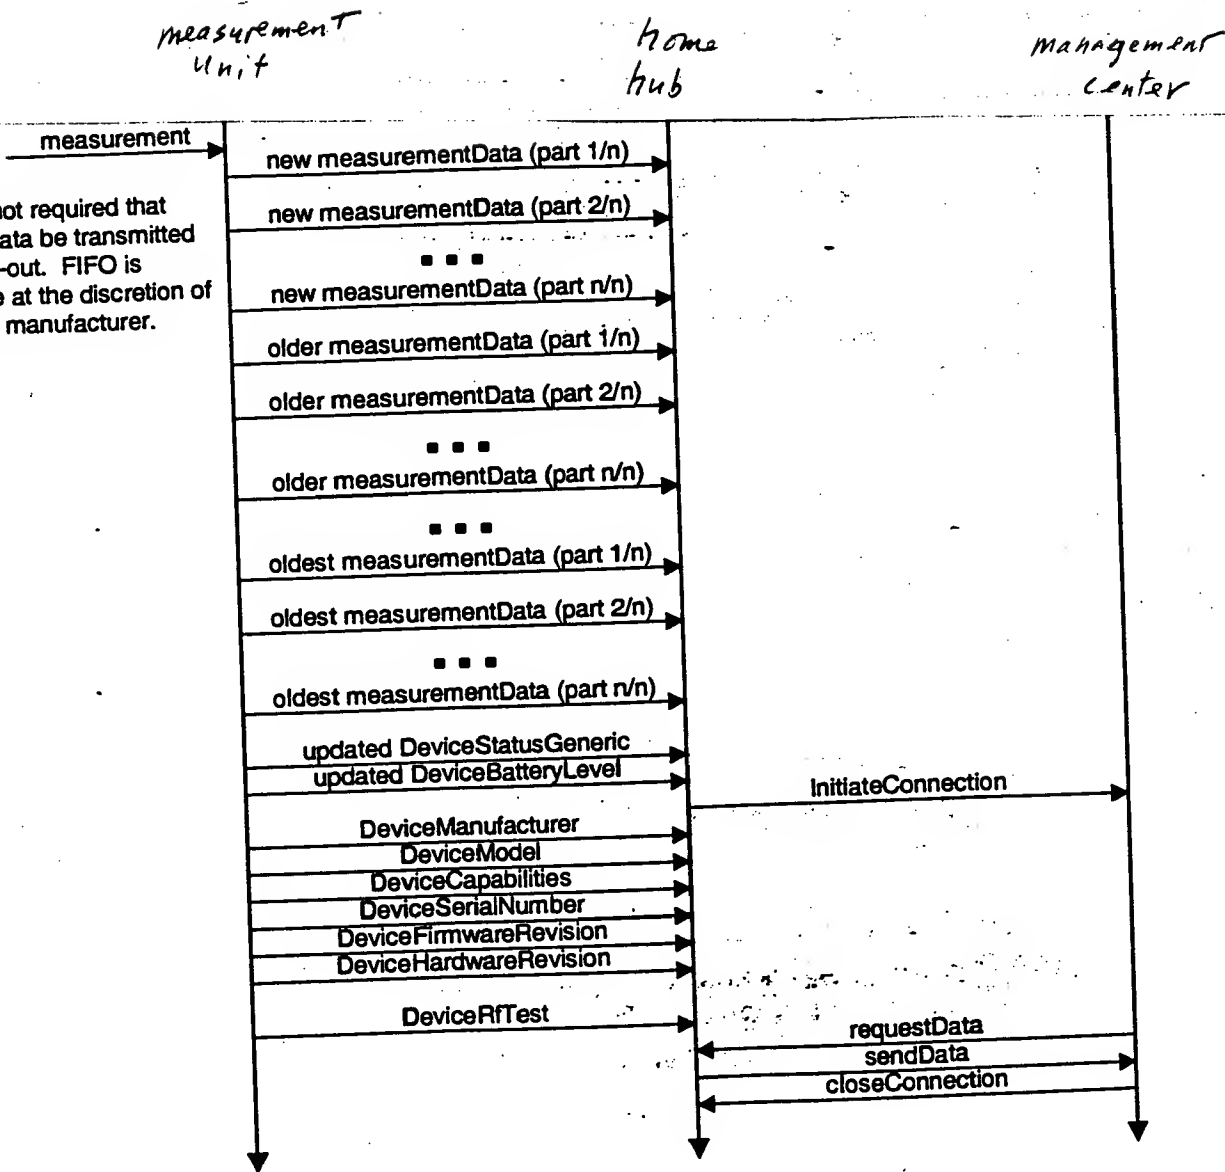 measurement
unit
home
hub
management
center
measurement
new measurementData (part 1/n)
not required that
ata be transmitted
-out. FIFO is
e at the discretion of
manufacturer.
new measurementData (part 2/n)
new measurementData (part n/n)
older measurementData (part 1/n)
older measurementData (part 2/n)
older measurementData (part n/n)
oldest measurementData (part 1/n)
oldest measurementData (part 2/n)
oldest measurementData (part n/n)
updated DeviceStatusGeneric
updated DeviceBatteryLevel
InitiateConnection
DeviceManufacturer
DeviceModel
DeviceCapabilities
DeviceSerialNumber
DeviceFirmwareRevision
DeviceHardwareRevision
DeviceRfTest
requestData
sendData
closeConnection